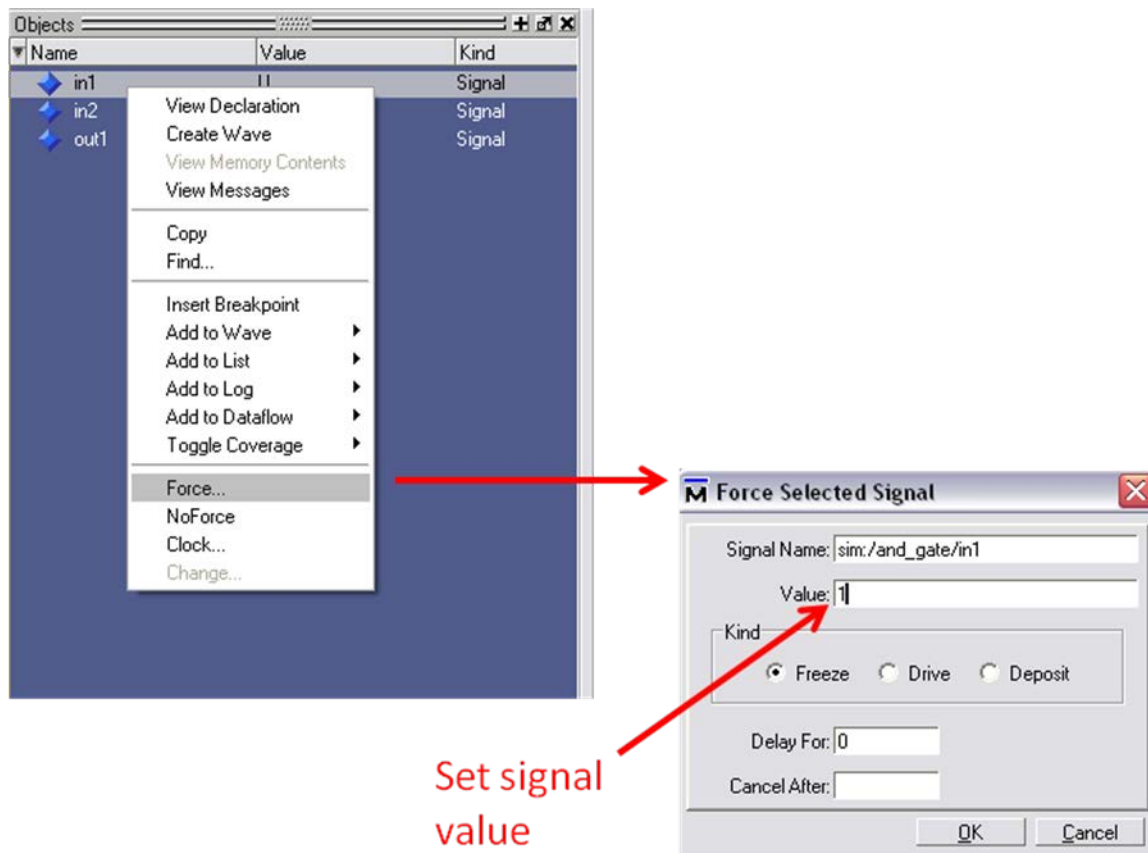 Objects
Name Value Kind
in1 U Signal
in2 Signal
out1 Signal
View Declaration
Create Wave
View Memory Contents
View Messages
Copy
Find...
Insert Breakpoint
Add to Wave
Add to List
Add to Log
Add to Dataflow
Toggle Coverage
Force...
NoForce
Clock...
Change...
Force Selected Signal
Signal Name: sim:/and_gate/in1
Value: 1
Kind
Freeze Drive Deposit
Delay For: 0
Cancel After:
OK Cancel
Set signal
value